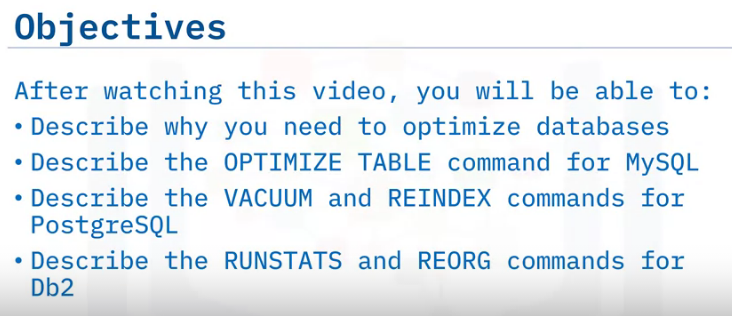 Objectives
After watching this video, you will be able to:
• Describe why you need to optimize databases
• Describe the OPTIMIZE TABLE command for MySQL
• Describe the VACUUM and REINDEX commands for
PostgreSQL
• Describe the RUNSTATS and REORG commands for
Db2